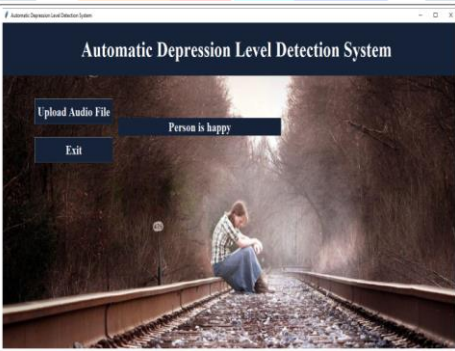 Automatic Depression Level Detection System
Automatic Depression Level Detection System
Upload Audio File
Person is happy
Exit